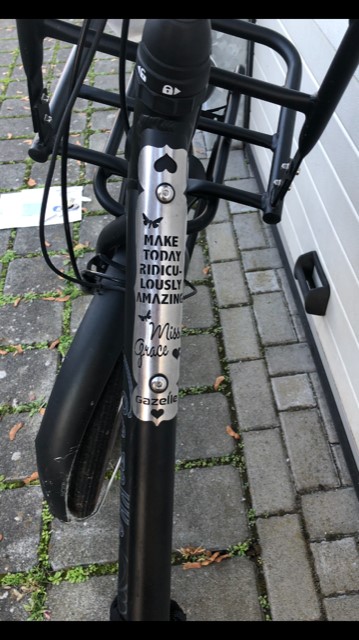 MAKE
TODAY
RIDICU-
LOUSLY
AMAZING
Miss
Grace
Gazelle